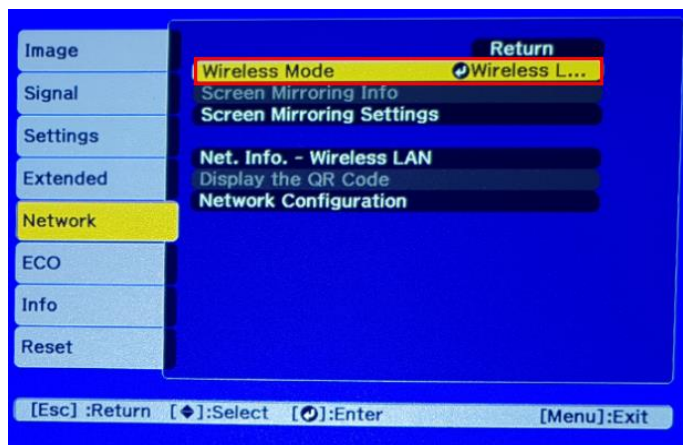 Image
Signal
Settings
Extended
Network
ECO
Info
Reset
Return
Wireless Mode Wireless L...
Screen Mirroring Info
Screen Mirroring Settings
Net. Info. - Wireless LAN
Display the QR Code
Network Configuration
[Esc] :Return [◆]:Select [⏎]:Enter [Menu]:Exit